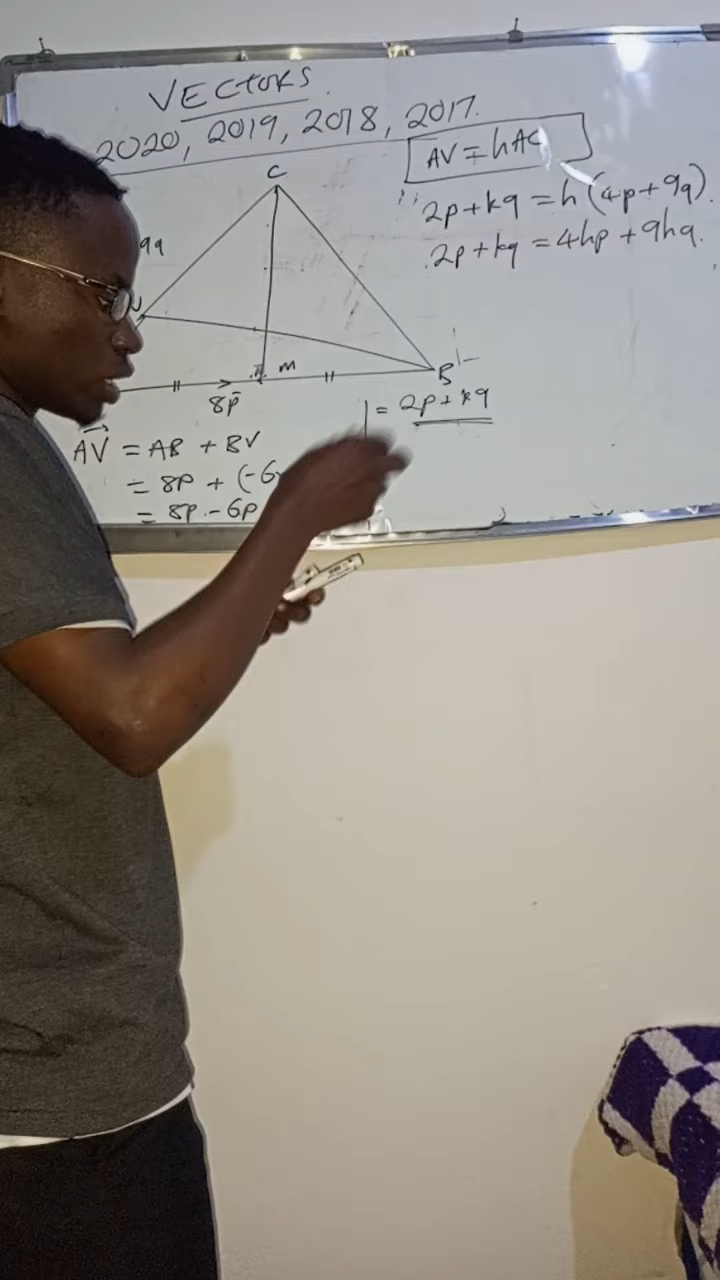 VECTORS.
2020, 2019, 2018, 2017.
AV = hAC
2p+kq = h(4p+9q).
2p+kq = 4hp + 9hq.
C
9q
M
B
8p̄
= 2p+kq
AV = AB + BV
= 8p + (-6
= 8p - 6p